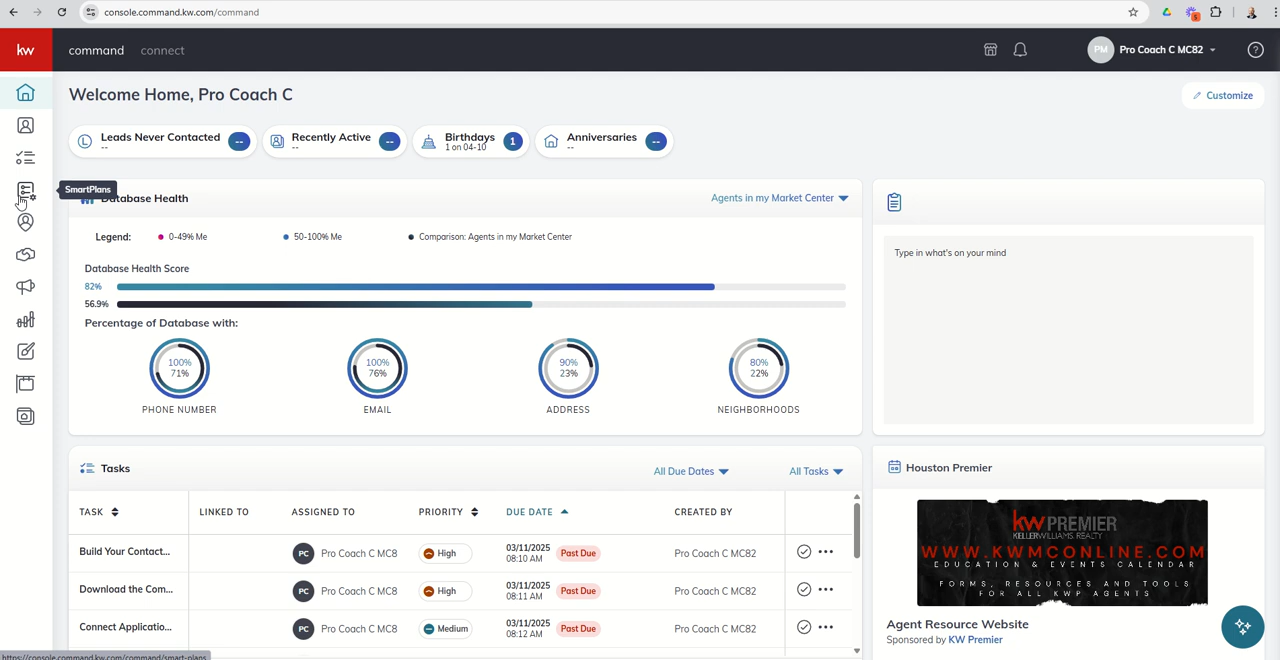 console.command.kw.com/command
5
kw
command
connect
PM
Pro Coach C MC82
?
Welcome Home, Pro Coach C
Customize
Leads Never Contacted
--
--
Recently Active
--
--
Birthdays
1 on 04-10
1
Anniversaries
--
--
SmartPlans
Database Health
Agents in my Market Center
Legend:
0-49% Me
50-100% Me
Comparison: Agents in my Market Center
Database Health Score
82%
56.9%
Percentage of Database with:
100%
71%
PHONE NUMBER
100%
76%
EMAIL
90%
23%
ADDRESS
80%
22%
NEIGHBORHOODS
Type in what's on your mind
Tasks
All Due Dates
All Tasks
TASK
LINKED TO
ASSIGNED TO
PRIORITY
DUE DATE
CREATED BY
Build Your Contact...
PC
Pro Coach C MC8
High
03/11/2025
08:10 AM
Past Due
Pro Coach C MC82
Download the Com...
PC
Pro Coach C MC8
High
03/11/2025
08:11 AM
Past Due
Pro Coach C MC82
Connect Applicatio...
PC
Pro Coach C MC8
Medium
03/11/2025
08:12 AM
Past Due
Pro Coach C MC82
Houston Premier
kw PREMIER
KELLERWILLIAMS REALTY
WWW.KWMCONLINE.COM
EDUCATION & EVENTS CALENDAR
FORMS, RESOURCES AND TOOLS
FOR ALL KWP AGENTS
Agent Resource Website
Sponsored by KW Premier
https://console.command.kw.com/command/smart-plans